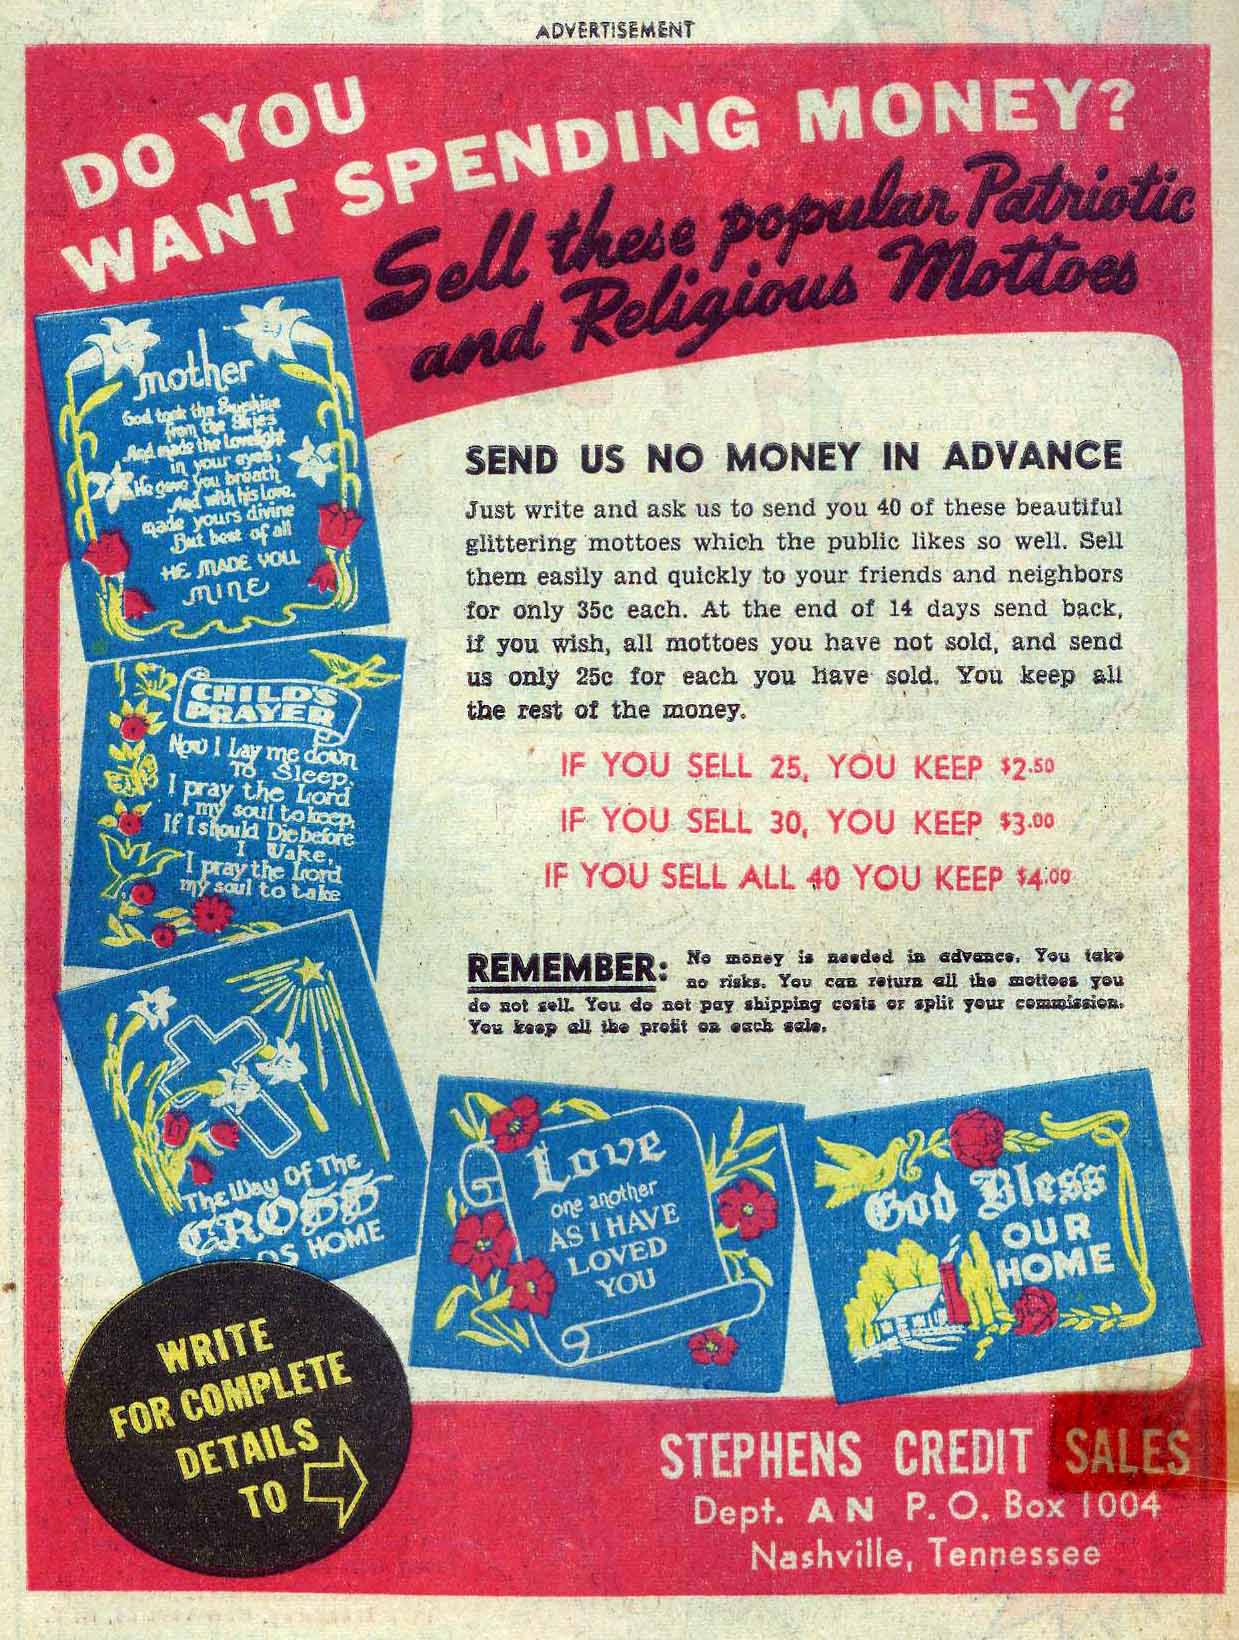 ADVERTISEMENT
DO YOU
WANT SPENDING MONEY?
Sell these popular Patriotic
and Religious Mottoes
mother
God took the Sunshine
from the Skies
And made the Lovelight
in your eyes;
He gave you breath
And with his Love,
made yours divine
But best of all
HE MADE YOU
MINE
SEND US NO MONEY IN ADVANCE
Just write and ask us to send you 40 of these beautiful
glittering mottoes which the public likes so well. Sell
them easily and quickly to your friends and neighbors
for only 35c each. At the end of 14 days send back,
if you wish, all mottoes you have not sold, and send
us only 25c for each you have sold. You keep all
the rest of the money.
CHILD'S
PRAYER
Now I Lay me down
To Sleep,
I pray the Lord
my soul to keep,
If I should Die before
I Wake,
I pray the Lord
my soul to take
IF YOU SELL 25, YOU KEEP $2.50
IF YOU SELL 30, YOU KEEP $3.00
IF YOU SELL ALL 40 YOU KEEP $4.00
REMEMBER: No money is needed in advance. You take
no risks. You can return all the mottoes you
do not sell. You do not pay shipping costs or split your commission.
You keep all the profit on each sale.
The Way Of The
CROSS
HOME
Love
one another
AS I HAVE
LOVED
YOU
God Bless
OUR
HOME
WRITE
FOR COMPLETE
DETAILS
TO
STEPHENS CREDIT SALES
Dept. AN P. O. Box 1004
Nashville, Tennessee